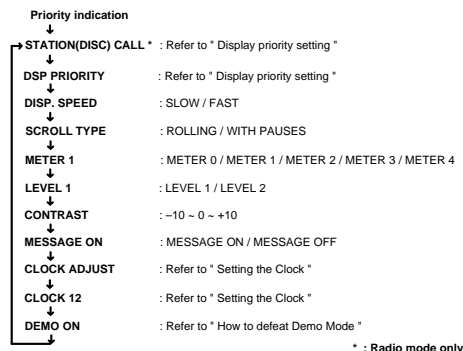 Priority indication
STATION(DISC) CALL * : Refer to " Display priority setting "
DSP PRIORITY : Refer to " Display priority setting "
DISP. SPEED : SLOW / FAST
SCROLL TYPE : ROLLING / WITH PAUSES
METER 1 : METER 0 / METER 1 / METER 2 / METER 3 / METER 4
LEVEL 1 : LEVEL 1 / LEVEL 2
CONTRAST : –10 ~ 0 ~ +10
MESSAGE ON : MESSAGE ON / MESSAGE OFF
CLOCK ADJUST : Refer to " Setting the Clock "
CLOCK 12 : Refer to " Setting the Clock "
DEMO ON : Refer to " How to defeat Demo Mode "
* : Radio mode only